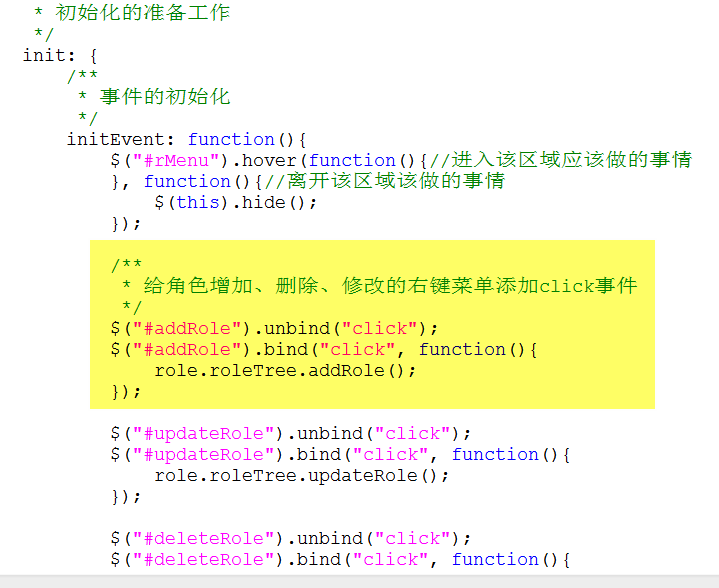 * 初始化的准备工作
*/
init: {
/**
* 事件的初始化
*/
initEvent: function(){
$("#rMenu").hover(function(){//进入该区域应该做的事情
}, function(){//离开该区域该做的事情
$(this).hide();
});
/**
* 给角色增加、删除、修改的右键菜单添加click事件
*/
$("#addRole").unbind("click");
$("#addRole").bind("click", function(){
role.roleTree.addRole();
});
$("#updateRole").unbind("click");
$("#updateRole").bind("click", function(){
role.roleTree.updateRole();
});
$("#deleteRole").unbind("click");
$("#deleteRole").bind("click", function(){